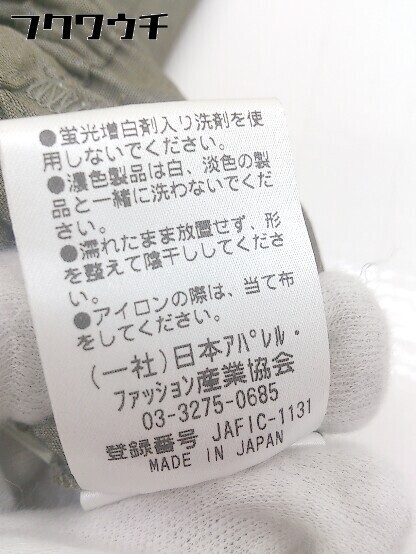 フクワウチ
●蛍光増白剤入り洗剤を使
用しないでください。
●濃色製品は白、淡色の製
品と一緒に洗わないでくだ
さい。
●濡れたまま放置せず、形
を整えて陰干ししてくださ
い。
●アイロンの際は、当て布
をしてください。
(一社)日本アパレル・
ファッション産業協会
03-3275-0685
登録番号 JAFIC-1131
MADE IN JAPAN